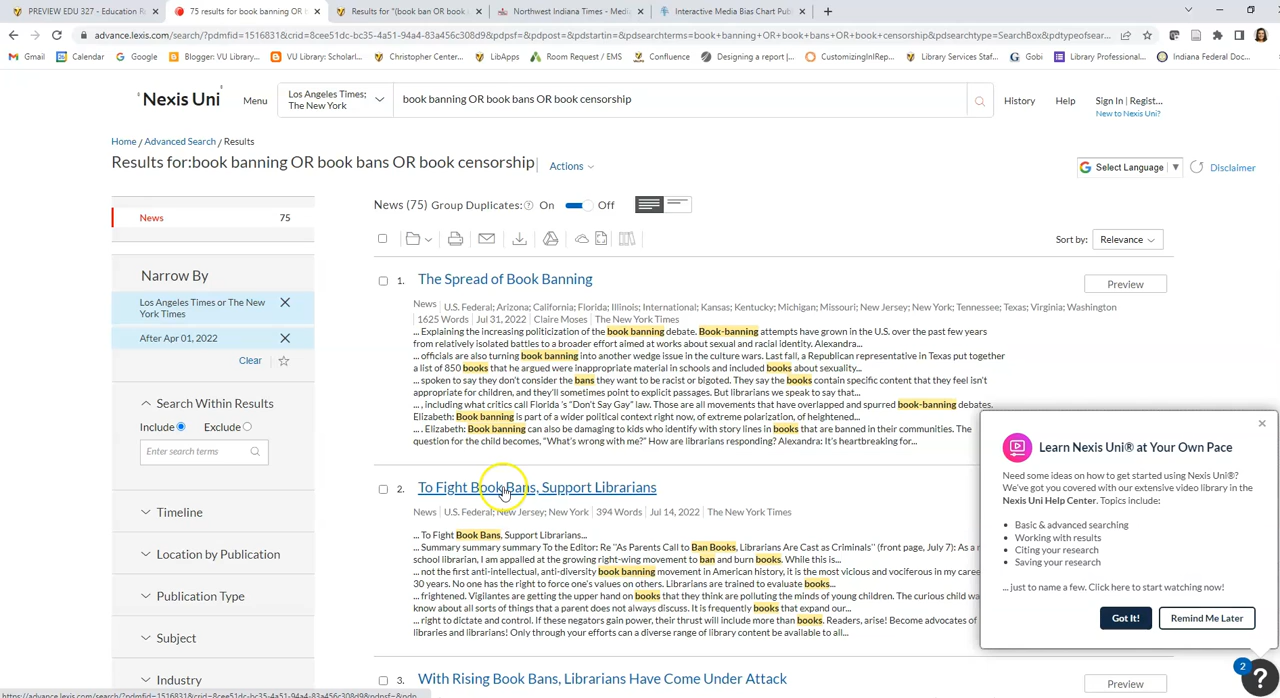 PREVIEW EDU 327 - Education R
75 results for book banning OR
Results for "(book ban OR book
Northwest Indiana Times - Media
Interactive Media Bias Chart Pub
advance.lexis.com/search/?pdmfid=1516831&crid=8cee51dc-bc35-4a51-94a4-83a456c308d9&pdpsf=&pdpost=&pdstartin=&pdsearchterms=book+banning+OR+book+bans+OR+book+censorship&pdsearchtype=SearchBox&pdtypeofsear...
Gmail
Calendar
Google
Blogger: VU Library...
VU Library: Scholarl...
Christopher Center...
LibApps
Room Request / EMS
Confluence
Designing a report |...
CustomizingInIRep...
Library Services Staf...
Gobi
Library Professional...
Indiana Federal Doc...
Nexis Uni
Menu
Los Angeles Times;
The New York
book banning OR book bans OR book censorship
History
Help
Sign In | Regist...
New to Nexis Uni?
Home / Advanced Search / Results
Results for:book banning OR book bans OR book censorship
Actions
Select Language
Disclaimer
News 75
News (75) Group Duplicates: On Off
Sort by: Relevance
Narrow By
Los Angeles Times or The New
York Times
After Apr 01, 2022
Clear
Search Within Results
Include Exclude
Enter search terms
Timeline
Location by Publication
Publication Type
Subject
Industry
1. The Spread of Book Banning
Preview
News U.S. Federal; Arizona; California; Florida; Illinois; International; Kansas; Kentucky; Michigan; Missouri; New Jersey; New York; Tennessee; Texas; Virginia; Washington
1625 Words Jul 31, 2022 Claire Moses The New York Times
... Explaining the increasing politicization of the book banning debate. Book-banning attempts have grown in the U.S. over the past few years
from relatively isolated battles to a broader effort aimed at works about sexual and racial identity. Alexandra...
... officials are also turning book banning into another wedge issue in the culture wars. Last fall, a Republican representative in Texas put together
a list of 850 books that he argued were inappropriate material in schools and included books about sexuality...
... spoken to say they don't consider the bans they want to be racist or bigoted. They say the books contain specific content that they feel isn't
appropriate for children, and they'll sometimes point to explicit passages. But librarians we speak to say that...
... , including what critics call Florida 's "Don't Say Gay" law. Those are all movements that have overlapped and spurred book-banning debates.
Elizabeth: Book banning is part of a wider political context right now, of extreme polarization, of heightened...
... . Elizabeth: Book banning can also be damaging to kids who identify with story lines in books that are banned in their communities. The
question for the child becomes, "What's wrong with me?" How are librarians responding? Alexandra: It's heartbreaking for...
2. To Fight Book Bans, Support Librarians
News U.S. Federal; New Jersey; New York 394 Words Jul 14, 2022 The New York Times
... To Fight Book Bans, Support Librarians...
... Summary summary summary To the Editor: Re ''As Parents Call to Ban Books, Librarians Are Cast as Criminals'' (front page, July 7): As a
school librarian, I am appalled at the growing right-wing movement to ban and burn books. While this is...
... not the first anti-intellectual, anti-diversity book banning movement in American history, it is the most vicious and vociferous in my
30 years. No one has the right to force one's values on others. Librarians are trained to evaluate books...
... frightened. Vigilantes are getting the upper hand on books that they think are polluting the minds of young children. The curious child
know about all sorts of things that a parent does not always discuss. It is frequently books that expand our...
... right to dictate and control. If these negators gain power, their thrust will include more than books. Readers, arise! Become advocates of
libraries and librarians! Only through your efforts can a diverse range of library content be available to all...
3. With Rising Book Bans, Librarians Have Come Under Attack
Preview
Learn Nexis Uni® at Your Own Pace
Need some ideas on how to get started using Nexis Uni®?
We've got you covered with our extensive video library in the
Nexis Uni Help Center. Topics include:
• Basic & advanced searching
• Working with results
• Citing your research
• Saving your research
... just to name a few. Click here to start watching now!
Got It!
Remind Me Later
2
?